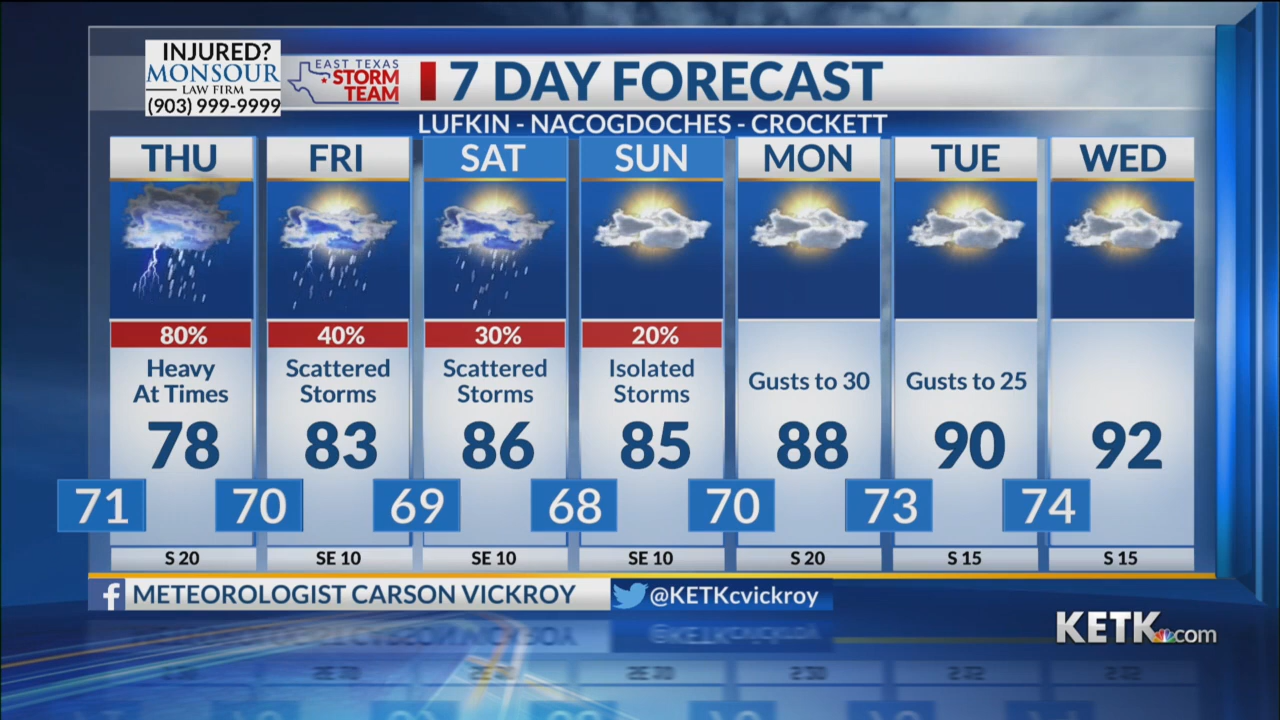 INJURED?
MONSOUR
LAW FIRM
(903) 999-9999
EAST TEXAS
STORM
TEAM
7 DAY FORECAST
LUFKIN - NACOGDOCHES - CROCKETT
THU FRI SAT SUN MON TUE WED
80% 40% 30% 20%
Heavy At Times
Scattered Storms
Scattered Storms
Isolated Storms
Gusts to 30
Gusts to 25
78 83 86 85 88 90 92
71 70 69 68 70 73 74
S 20 SE 10 SE 10 SE 10 S 20 S 15 S 15
f METEOROLOGIST CARSON VICKROY @KETKcvickroy
KETK.com